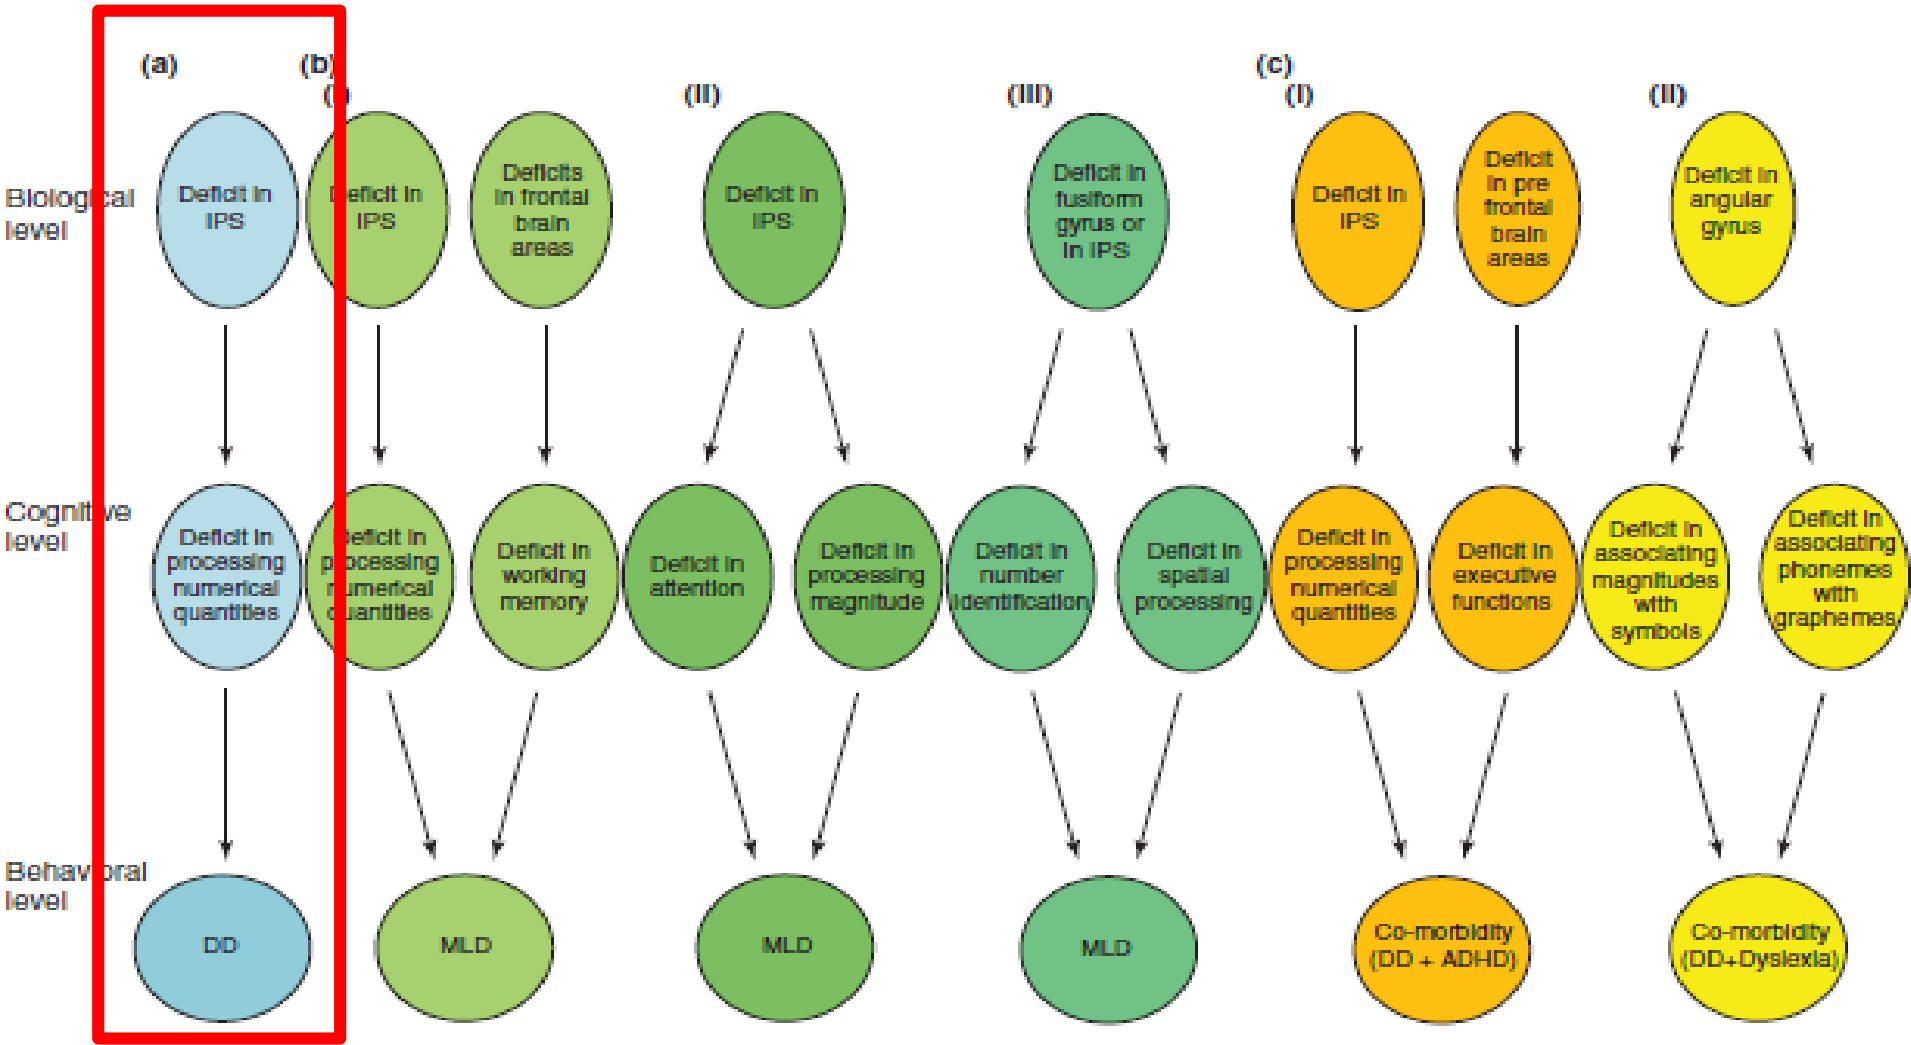 (a)
(b)
(I)
(II)
(III)
(c)
(I)
(II)
Biological
level
Deficit in
IPS
Deficit in
IPS
Deficits
in frontal
brain
areas
Deficit in
IPS
Deficit in
fusiform
gyrus or
in IPS
Deficit in
IPS
Deficit
in pre
frontal
brain
areas
Deficit in
angular
gyrus
Cognitive
level
Deficit in
processing
numerical
quantities
Deficit in
processing
numerical
quantities
Deficit in
working
memory
Deficit in
attention
Deficit in
processing
magnitude
Deficit in
number
identification
Deficit in
spatial
processing
Deficit in
processing
numerical
quantities
Deficit in
executive
functions
Deficit in
associating
magnitudes
with
symbols
Deficit in
associating
phonemes
with
graphemes
Behavioral
level
DD
MLD
MLD
MLD
Co-morbidity
(DD + ADHD)
Co-morbidity
(DD+Dyslexia)